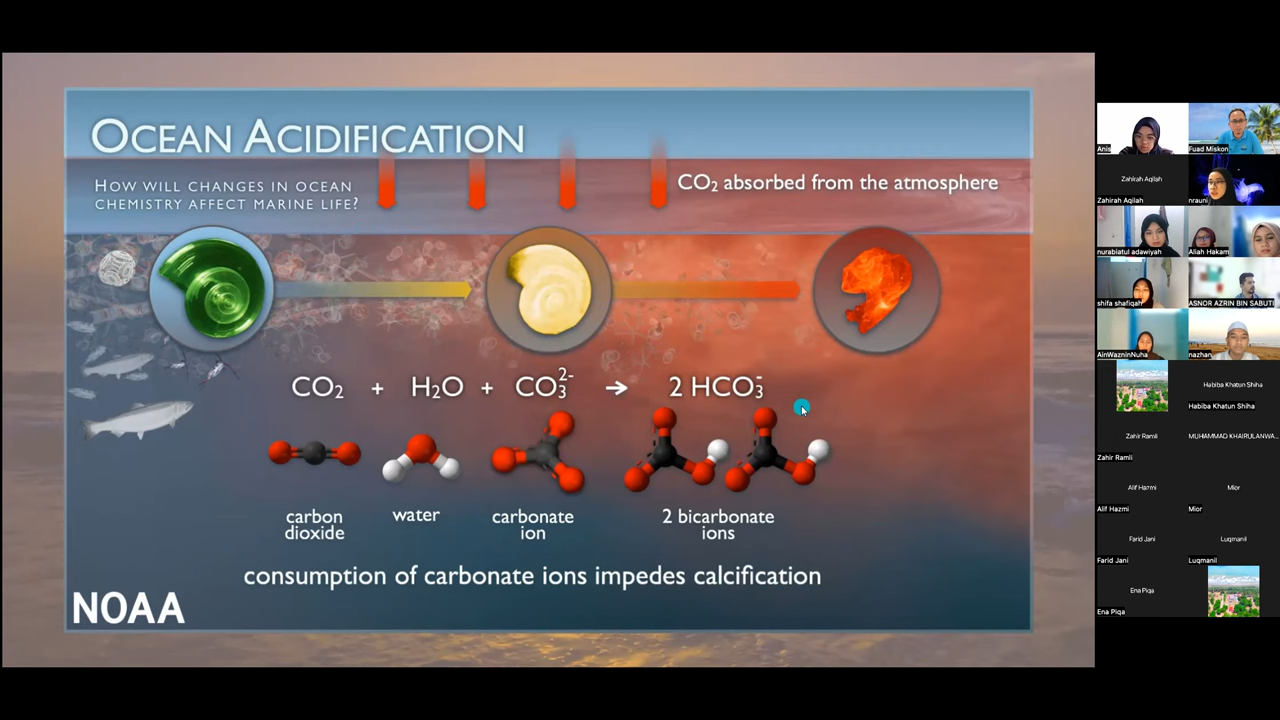 OCEAN ACIDIFICATION
HOW WILL CHANGES IN OCEAN
CHEMISTRY AFFECT MARINE LIFE?
CO2 absorbed from the atmosphere
CO2 + H2O + CO3 2- → 2 HCO3 -
carbon
dioxide
water
carbonate
ion
2 bicarbonate
ions
consumption of carbonate ions impedes calcification
NOAA
Anis
Fuad Miskon
Zahirah Aqilah
Zahirah Aqilah
nrauni
nurabiatul adawiyah
Aliah Hakam
shifa shafiqah
ASNOR AZRIN BIN SABUTI
AinWazninNuha
nazhan
Habiba Khatun Shiha
Habiba Khatun Shiha
Zahir Ramli
MUHAMMAD KHAIRULANWA...
Zahir Ramli
Alif Hazmi
Mior
Alif Hazmi
Mior
Farid Jani
Luqmanil
Farid Jani
Luqmanil
Ena Piqa
Ena Piqa